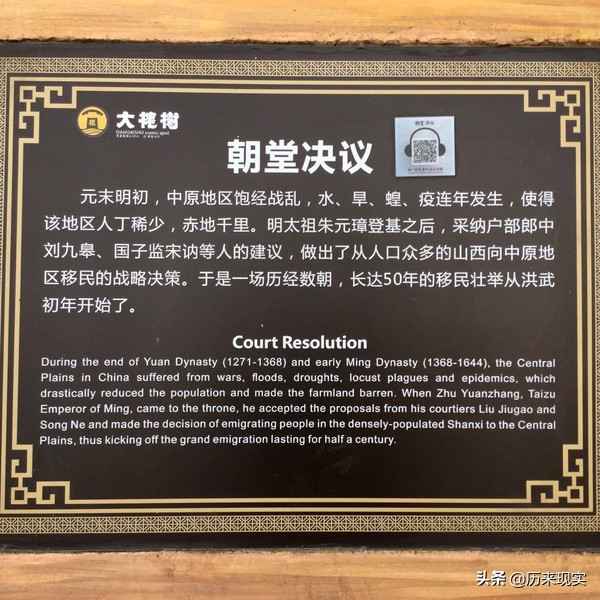 大槐樹
DAHUAISHU scenic spot
朝堂决议
朝堂决议
元末明初，中原地区饱经战乱，水、旱、蝗、疫连年发生，使得
该地区人丁稀少，赤地千里。明太祖朱元璋登基之后，采纳户部郎中
刘九皋、国子监宋讷等人的建议，做出了从人口众多的山西向中原地
区移民的战略决策。于是一场历经数朝，长达50年的移民壮举从洪武
初年开始了。
Court Resolution
During the end of Yuan Dynasty (1271-1368) and early Ming Dynasty (1368-1644), the Central
Plains in China suffered from wars, floods, droughts, locust plagues and epidemics, which
drastically reduced the population and made the farmland barren. When Zhu Yuanzhang, Taizu
Emperor of Ming, came to the throne, he accepted the proposals from his courtiers Liu Jiugao and
Song Ne and made the decision of emigrating people in the densely-populated Shanxi to the Central
Plains, thus kicking off the grand emigration lasting for half a century.
头条 @历来现实